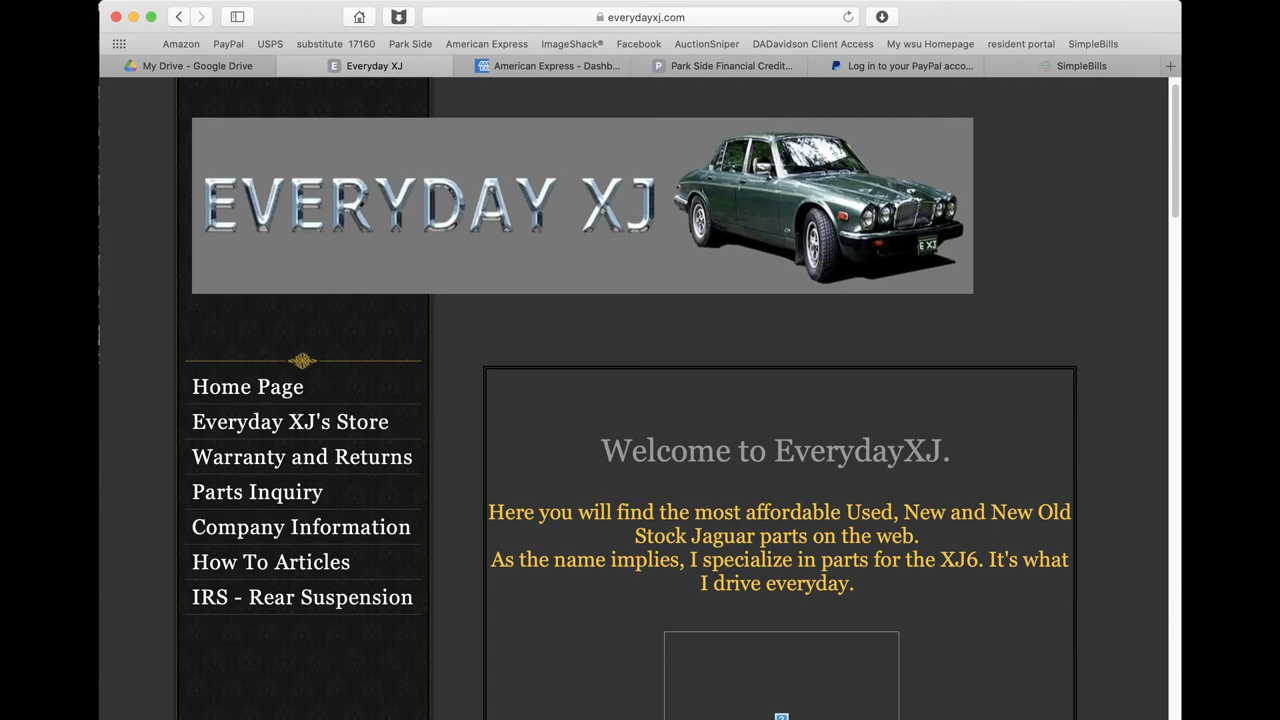 everydayxj.com
Amazon PayPal USPS substitute 17160 Park Side American Express ImageShack® Facebook AuctionSniper DADavidson Client Access My wsu Homepage resident portal SimpleBills
My Drive - Google Drive E Everyday XJ American Express - Dashb... P Park Side Financial Credit... Log in to your PayPal acco... SimpleBills
EVERYDAY XJ
E XJ
Home Page
Everyday XJ's Store
Warranty and Returns
Parts Inquiry
Company Information
How To Articles
IRS - Rear Suspension
Welcome to EverydayXJ.
Here you will find the most affordable Used, New and New Old
Stock Jaguar parts on the web.
As the name implies, I specialize in parts for the XJ6. It's what
I drive everyday.